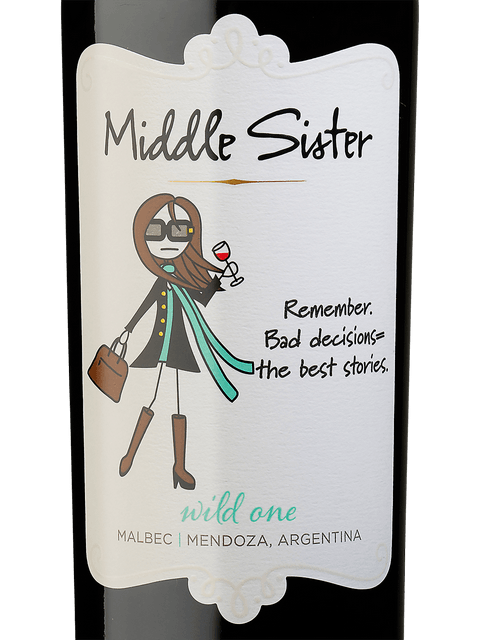 Middle Sister
Remember.
Bad decisions=
the best stories.
wild one
MALBEC | MENDOZA, ARGENTINA